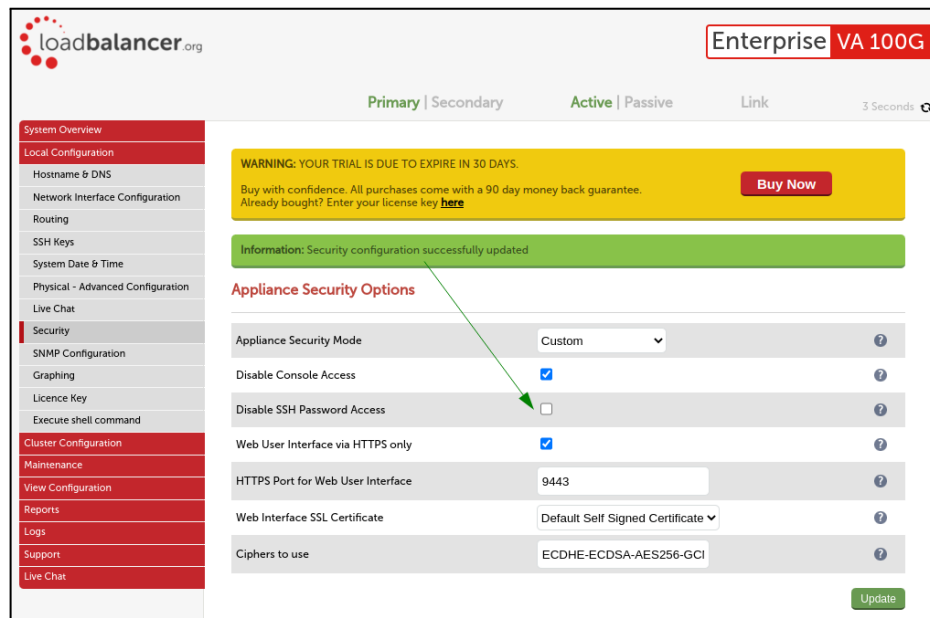 loadbalancer.org
Enterprise VA 100G
Primary | Secondary Active | Passive Link 3 Seconds
System Overview
Local Configuration
Hostname & DNS
Network Interface Configuration
Routing
SSH Keys
System Date & Time
Physical - Advanced Configuration
Live Chat
Security
SNMP Configuration
Graphing
Licence Key
Execute shell command
Cluster Configuration
Maintenance
View Configuration
Reports
Logs
Support
Live Chat
WARNING: YOUR TRIAL IS DUE TO EXPIRE IN 30 DAYS.
Buy with confidence. All purchases come with a 90 day money back guarantee.
Already bought? Enter your license key here
Buy Now
Information: Security configuration successfully updated
Appliance Security Options
Appliance Security Mode Custom ?
Disable Console Access ?
Disable SSH Password Access ?
Web User Interface via HTTPS only ?
HTTPS Port for Web User Interface 9443 ?
Web Interface SSL Certificate Default Self Signed Certificate ?
Ciphers to use ECDHE-ECDSA-AES256-GCI ?
Update